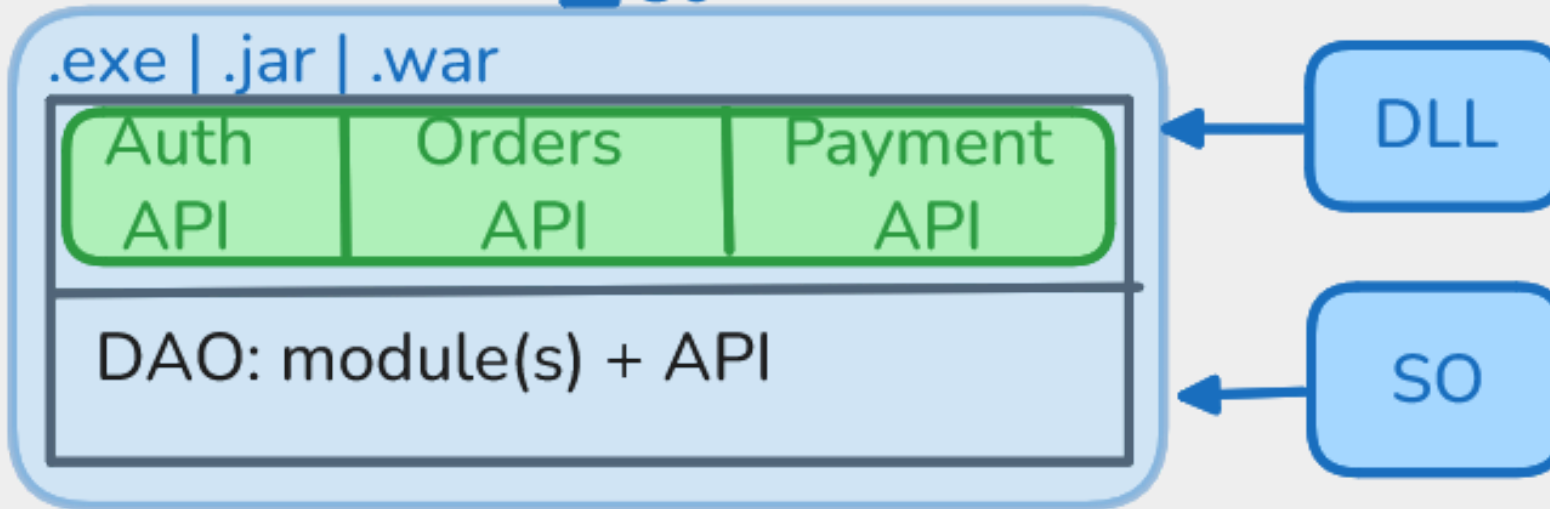 .exe | .jar | .war
Auth Orders Payment
API API API
DAO: module(s) + API
DLL
SO